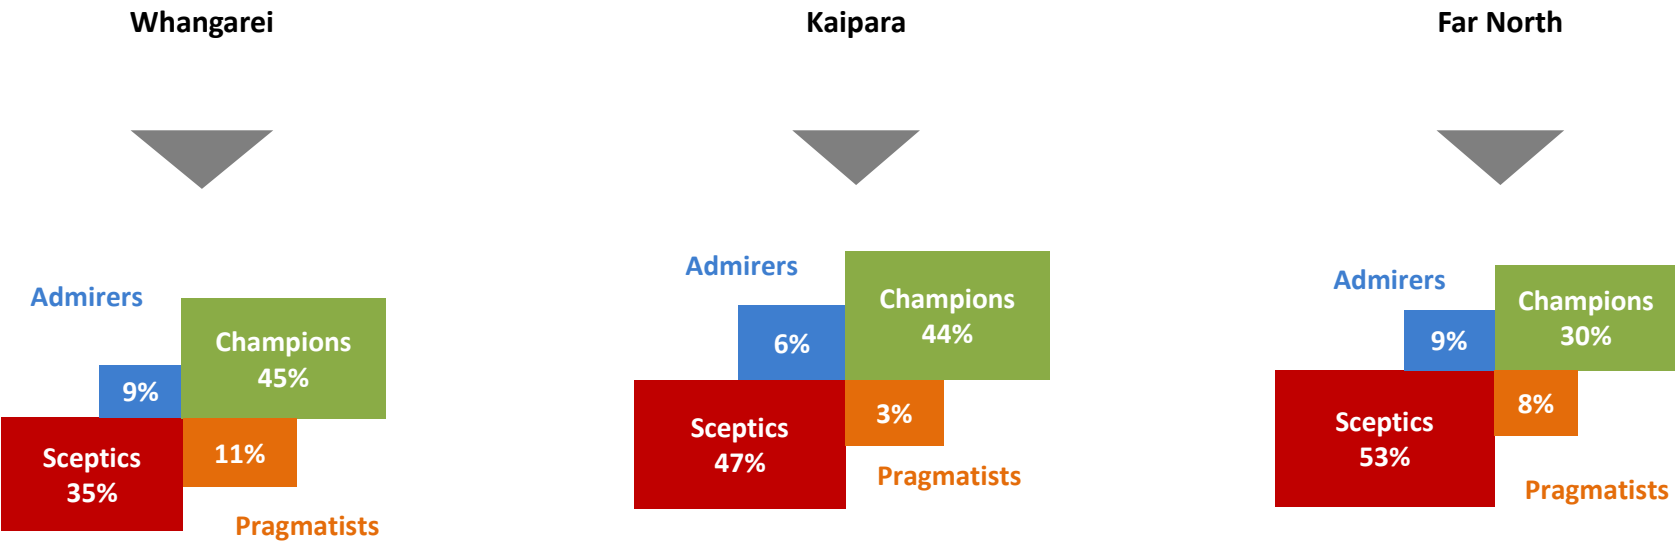 Whangarei
Kaipara
Far North
Admirers
Champions
45%
9%
Sceptics
35%
11%
Pragmatists
Admirers
Champions
44%
6%
Sceptics
47%
3%
Pragmatists
Admirers
Champions
30%
9%
Sceptics
53%
8%
Pragmatists